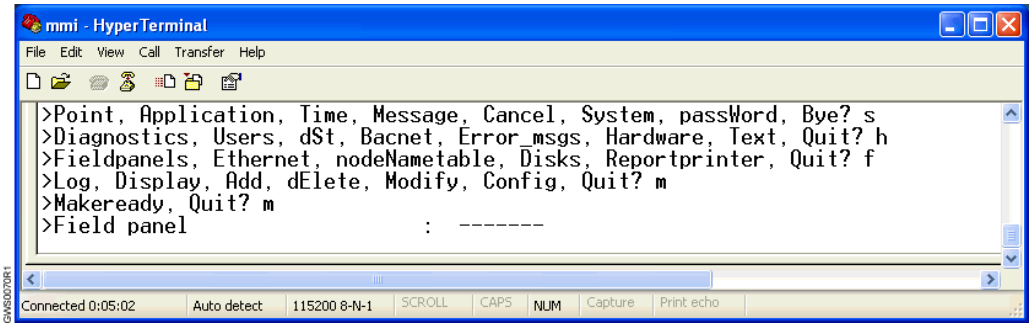 mmi - HyperTerminal
File Edit View Call Transfer Help
>Point, Application, Time, Message, Cancel, System, passWord, Bye? s
>Diagnostics, Users, dSt, Bacnet, Error_msgs, Hardware, Text, Quit? h
>Fieldpanels, Ethernet, nodeNametable, Disks, Reportprinter, Quit? f
>Log, Display, Add, dElete, Modify, Config, Quit? m
>Makeready, Quit? m
>Field panel : -------
Connected 0:05:02 Auto detect 115200 8-N-1 SCROLL CAPS NUM Capture Print echo
GWS0070R1